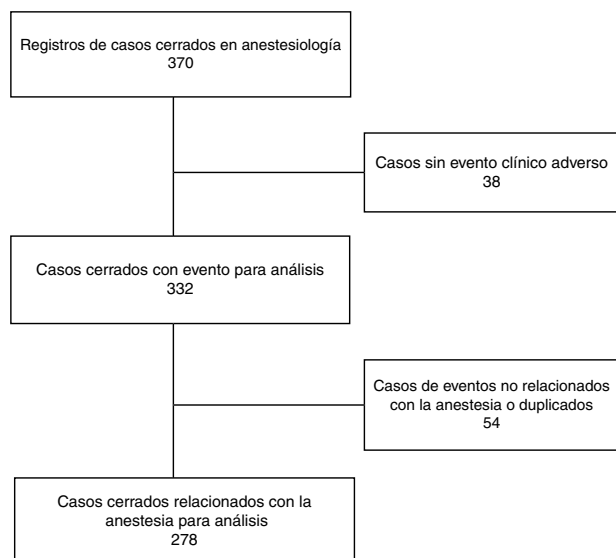 Registros de casos cerrados en anestesiología
370
Casos sin evento clínico adverso
38
Casos cerrados con evento para análisis
332
Casos de eventos no relacionados
con la anestesia o duplicados
54
Casos cerrados relacionados con la
anestesia para análisis
278